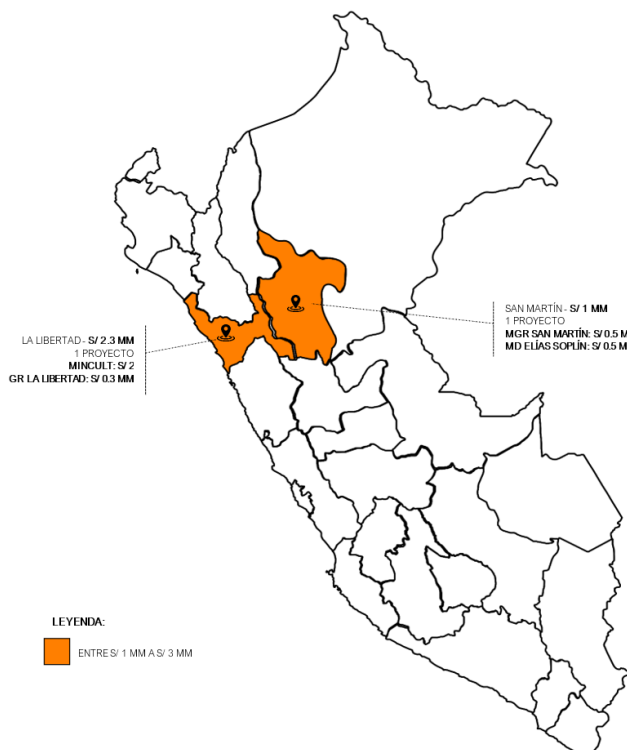 SAN MARTÍN - S/ 1 MM
1 PROYECTO
MGR SAN MARTÍN: S/ 0.5 M
MD ELÍAS SOPLÍN: S/ 0.5 M
LA LIBERTAD - S/ 2.3 MM
1 PROYECTO
MINCULT: S/ 2
GR LA LIBERTAD: S/ 0.3 MM
LEYENDA:
ENTRE S/ 1 MM A S/ 3 MM